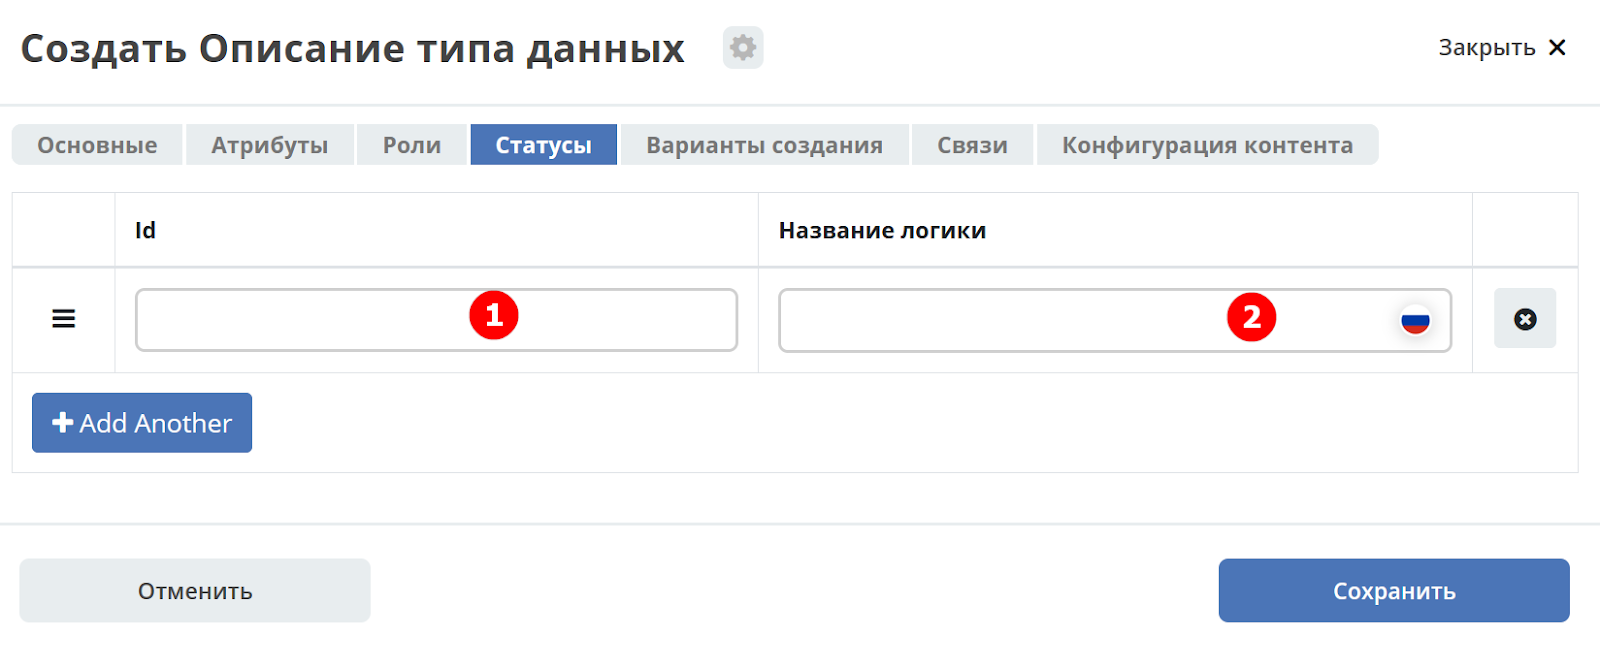 Создать Описание типа данных
Закрыть
Основные Атрибуты Роли Статусы Варианты создания Связи Конфигурация контента
Id Название логики
1 2
Add Another
Отменить Сохранить